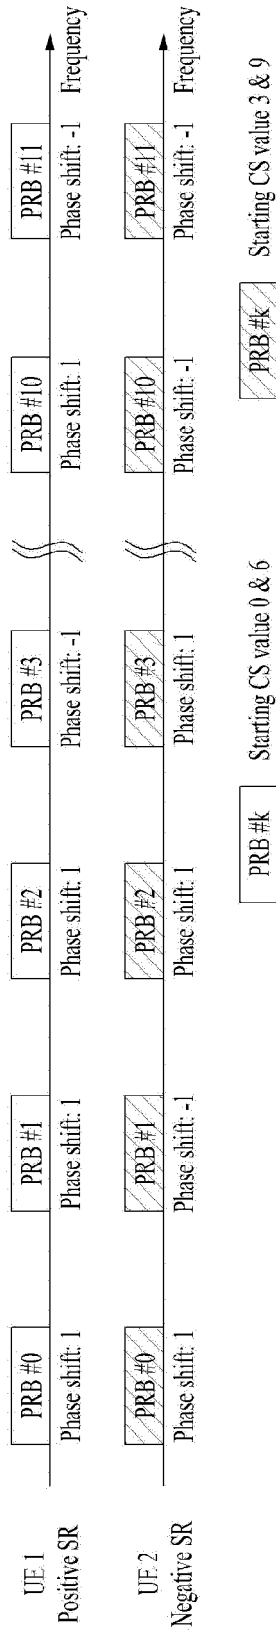 UE 1
Positive SR
PRB #0
PRB #1
PRB #2
PRB #3
PRB #10
PRB #11
Frequency
Phase shift: 1
Phase shift: 1
Phase shift: 1
Phase shift: -1
Phase shift: 1
Phase shift: -1
UE 2
Negative SR
PRB #0
PRB #1
PRB #2
PRB #3
PRB #10
PRB #11
Frequency
Phase shift: 1
Phase shift: -1
Phase shift: 1
Phase shift: 1
Phase shift: -1
Phase shift: -1
PRB #k
Starting CS value 0 & 6
PRB #k
Starting CS value 3 & 9